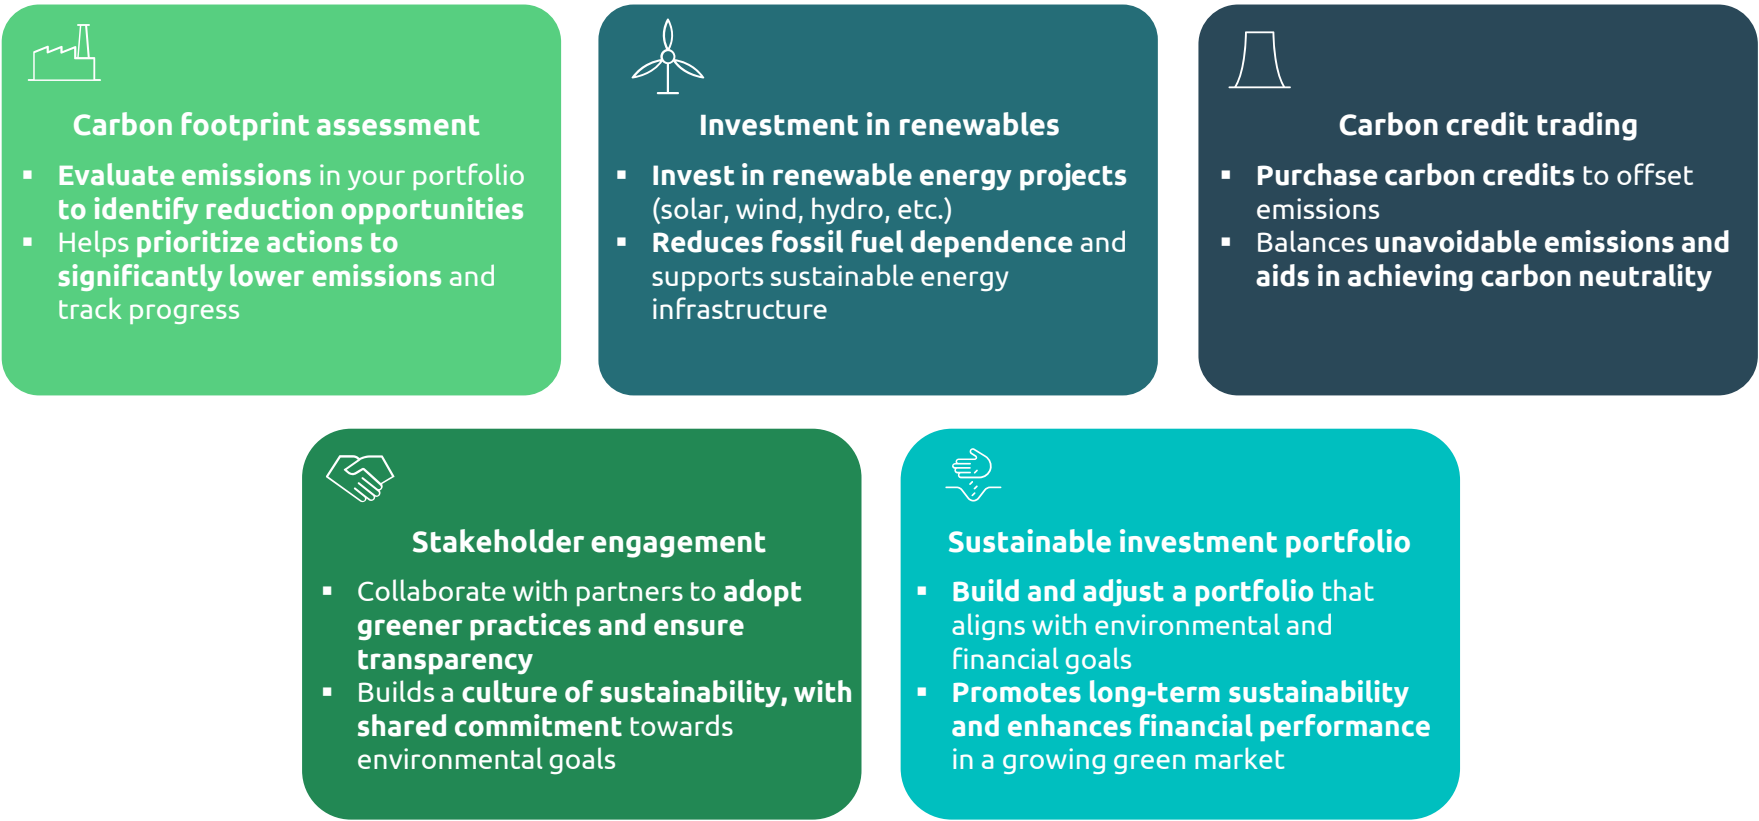 Carbon footprint assessment
▪ Evaluate emissions in your portfolio
to identify reduction opportunities
▪ Helps prioritize actions to
significantly lower emissions and
track progress
Investment in renewables
▪ Invest in renewable energy projects
(solar, wind, hydro, etc.)
▪ Reduces fossil fuel dependence and
supports sustainable energy
infrastructure
Carbon credit trading
▪ Purchase carbon credits to offset
emissions
▪ Balances unavoidable emissions and
aids in achieving carbon neutrality
Stakeholder engagement
▪ Collaborate with partners to adopt
greener practices and ensure
transparency
▪ Builds a culture of sustainability, with
shared commitment towards
environmental goals
Sustainable investment portfolio
▪ Build and adjust a portfolio that
aligns with environmental and
financial goals
▪ Promotes long-term sustainability
and enhances financial performance
in a growing green market